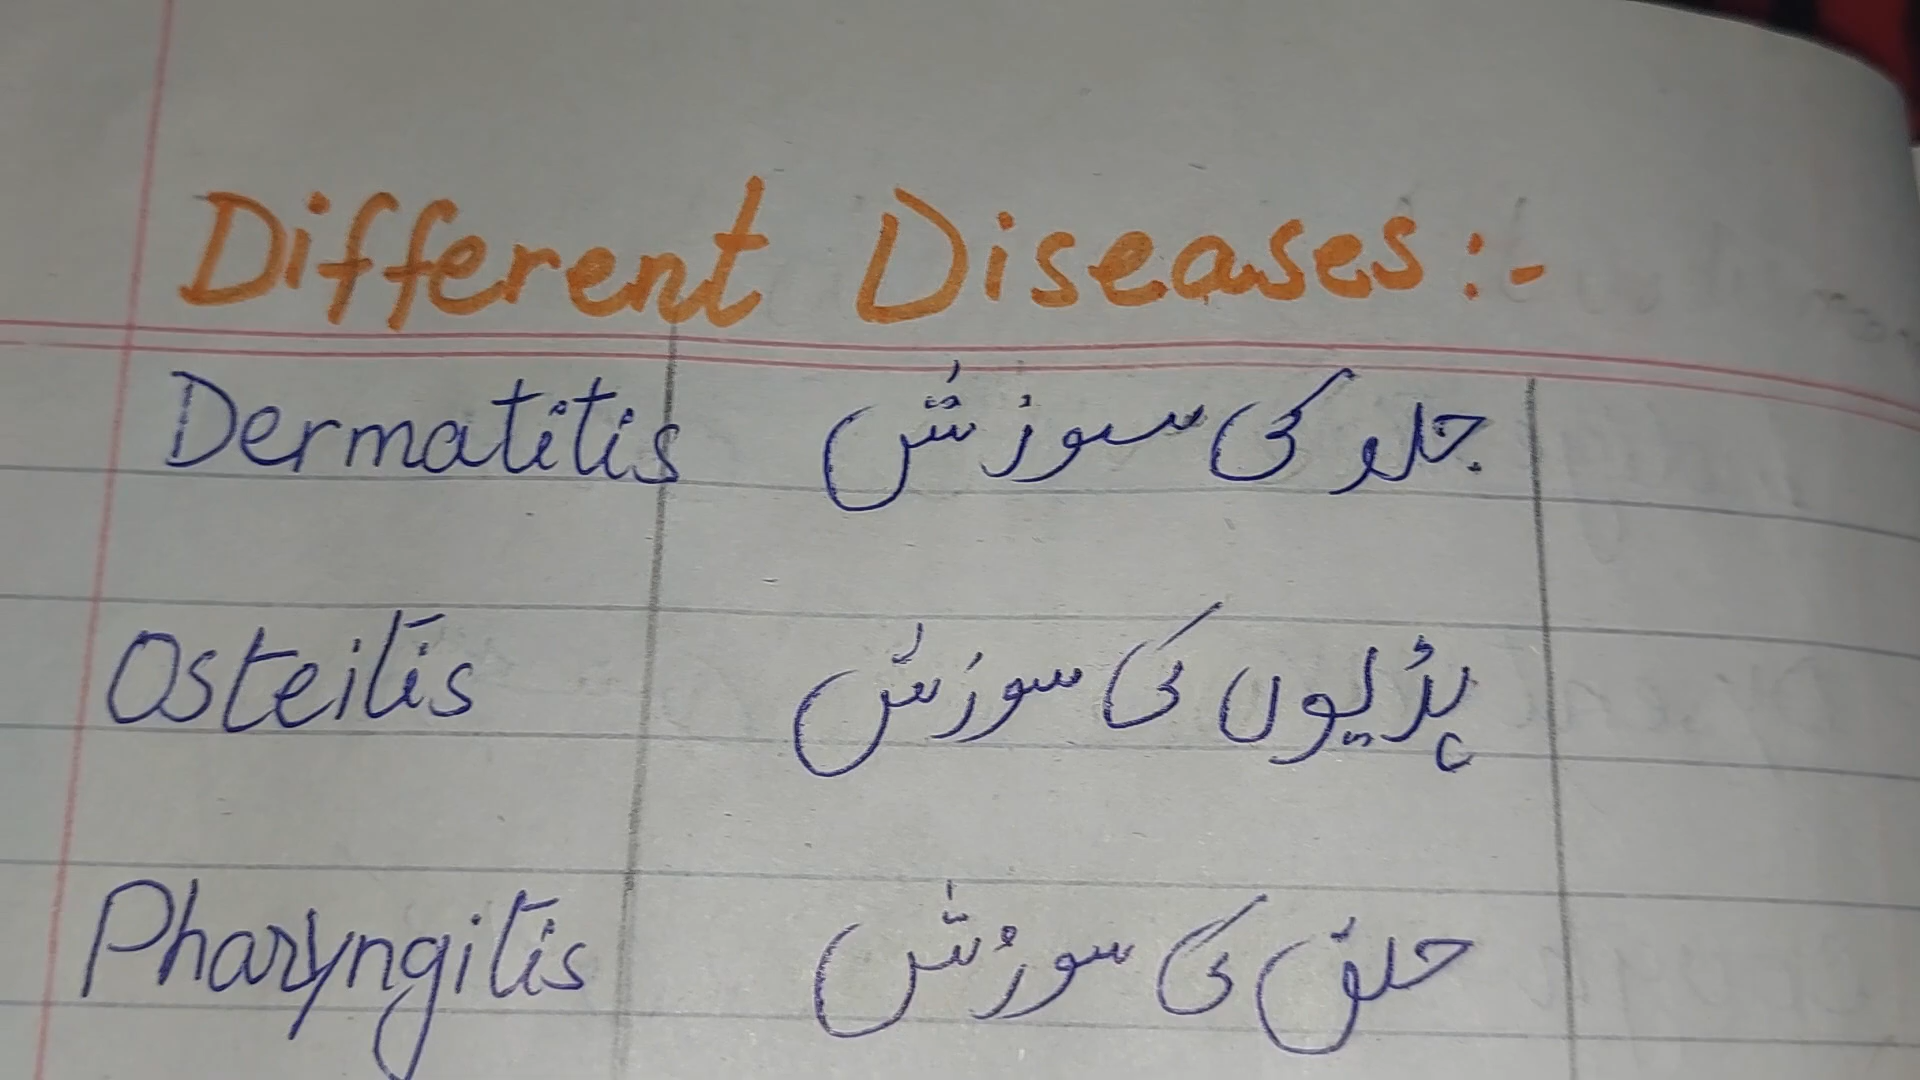 Different Diseases:-
Dermatitis جلد کی سوزش
Osteitis ہڈیوں کی سوزش
Pharyngitis حلق کی سوزش